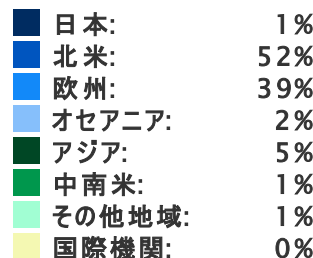 日本: 1%
北米: 52%
欧州: 39%
オセアニア: 2%
アジア: 5%
中南米: 1%
その他地域: 1%
国際機関: 0%